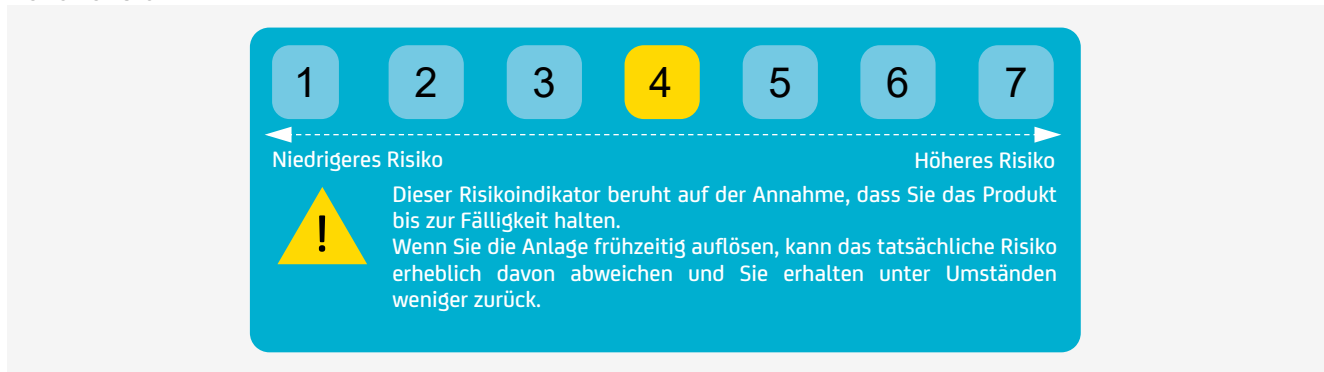 1 2 3 4 5 6 7
Niedrigeres Risiko Höheres Risiko
!
Dieser Risikoindikator beruht auf der Annahme, dass Sie das Produkt
bis zur Fälligkeit halten.
Wenn Sie die Anlage frühzeitig auflösen, kann das tatsächliche Risiko
erheblich davon abweichen und Sie erhalten unter Umständen
weniger zurück.